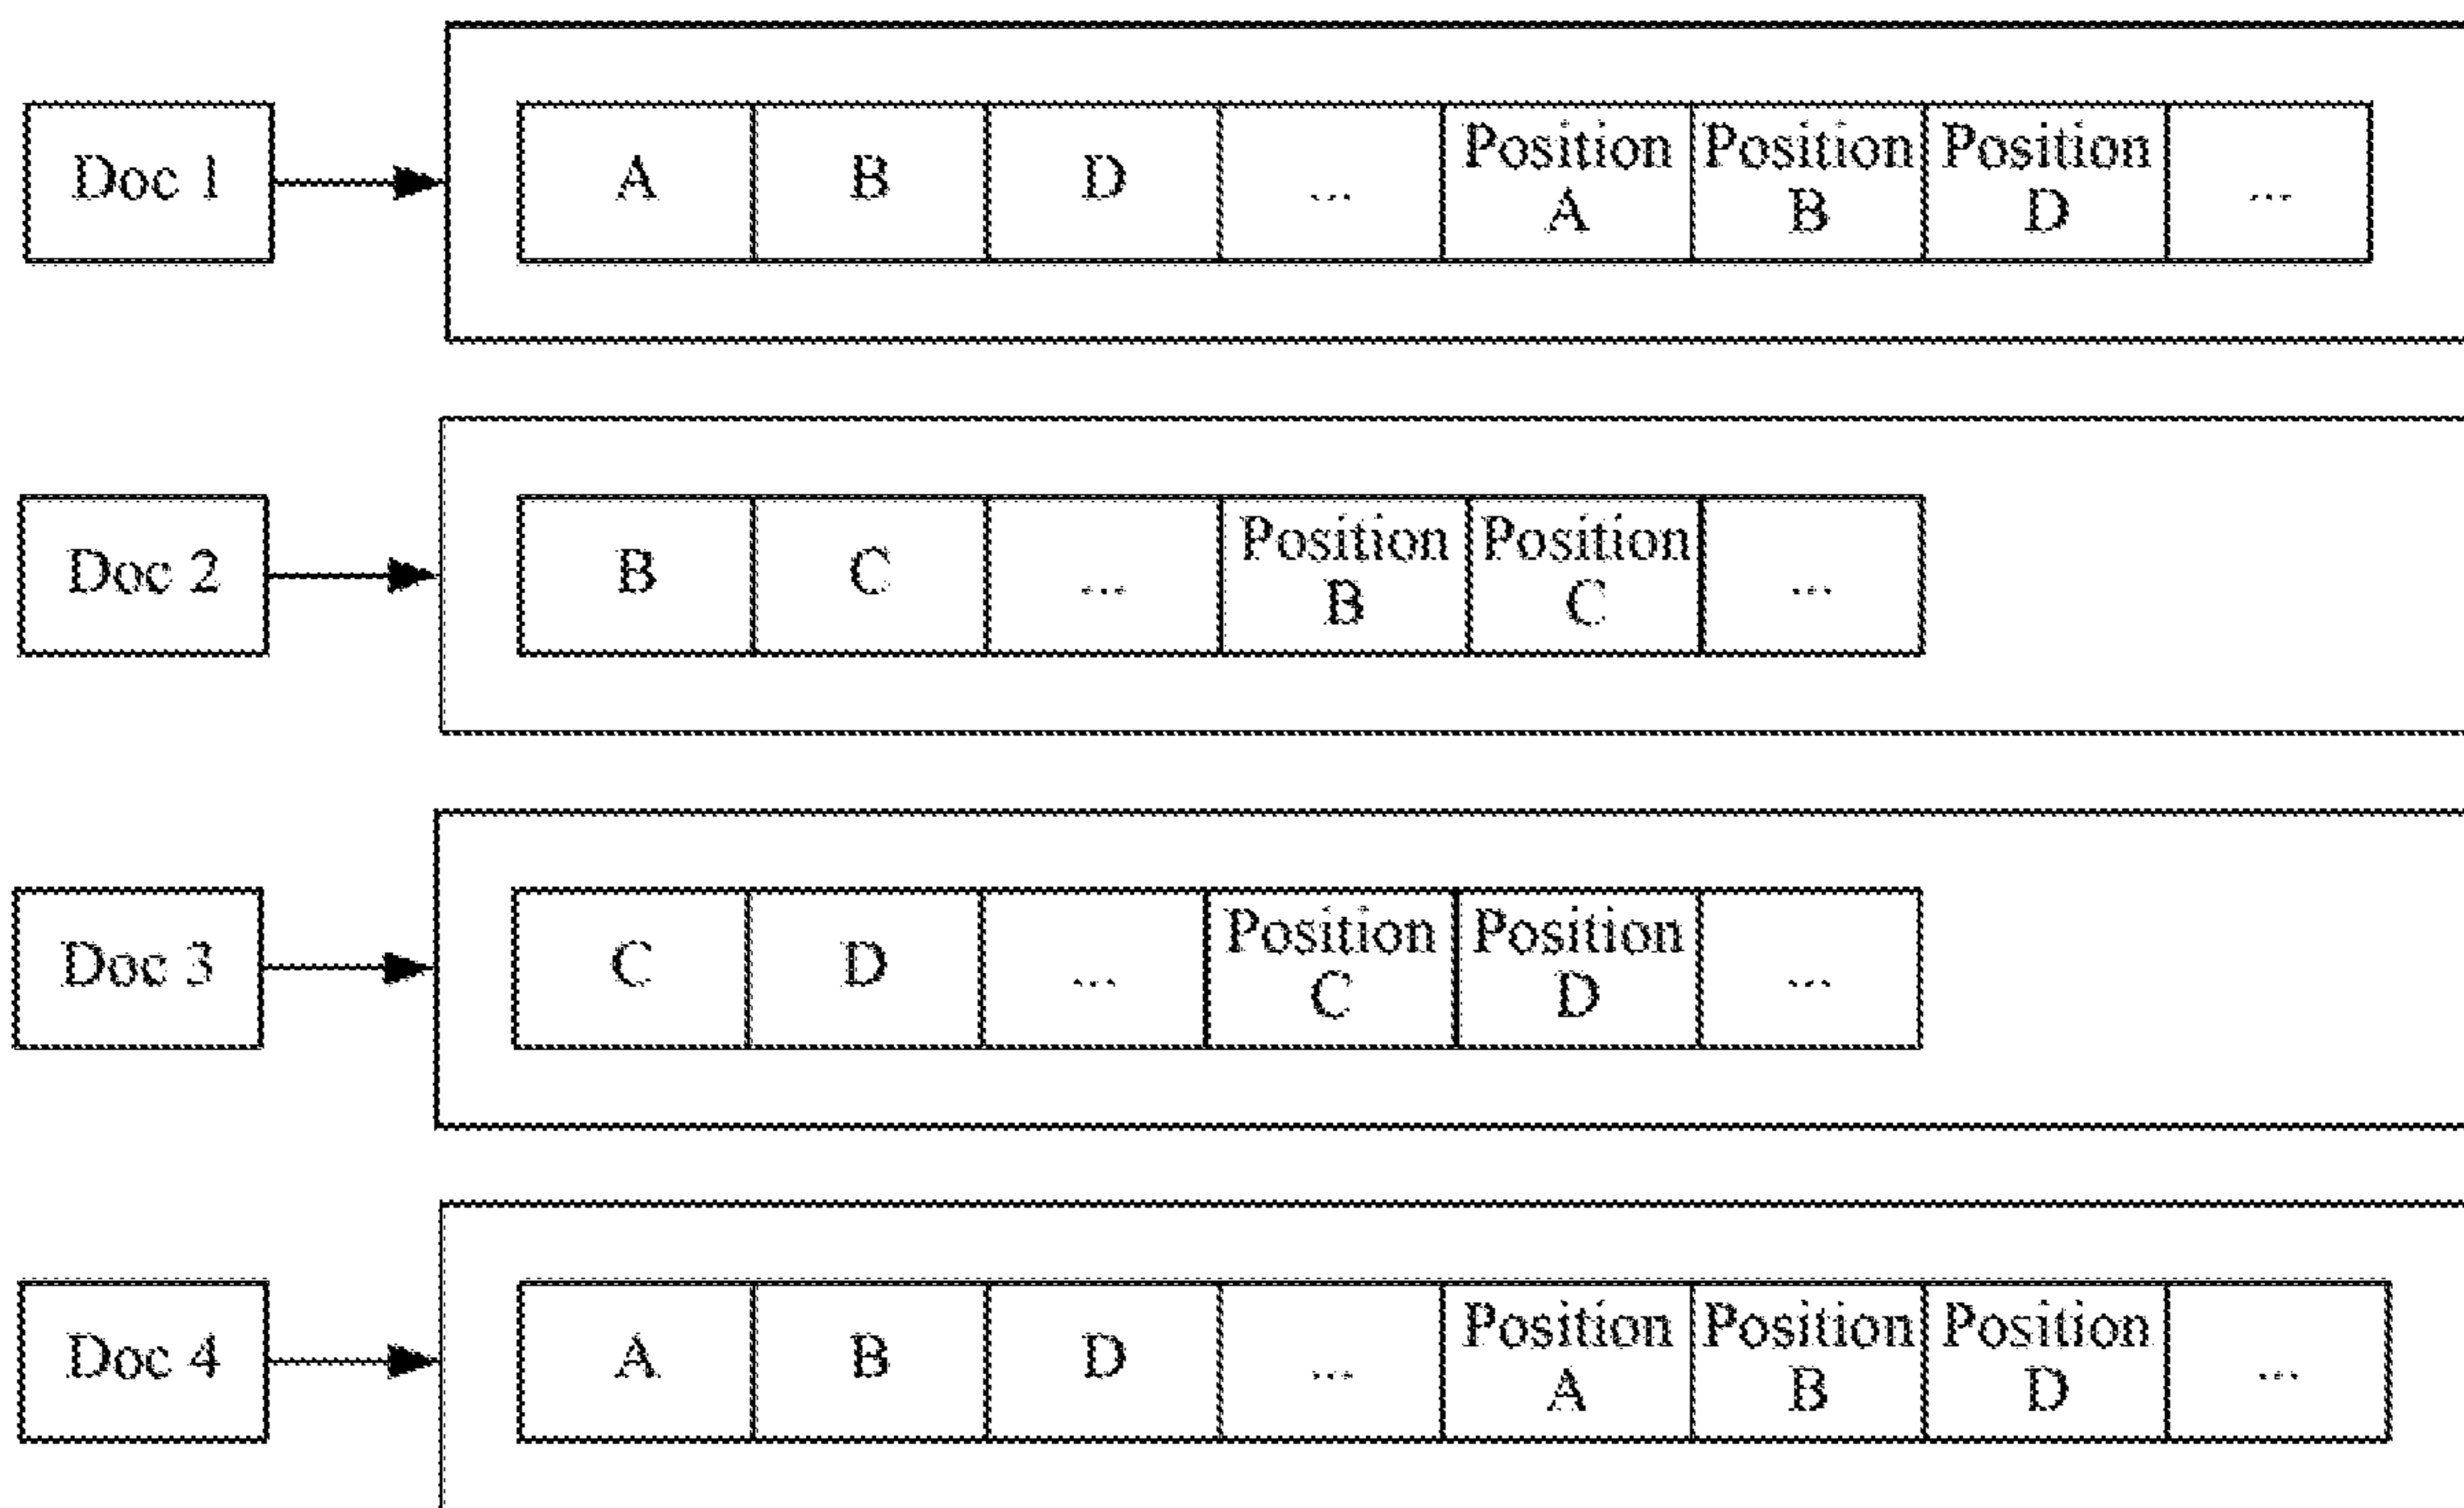 Doc 1
A B D ... Position A Position B Position D ...
Doc 2
B C ... Position B Position C ...
Doc 3
C D ... Position C Position D ...
Doc 4
A B D ... Position A Position B Position D ...